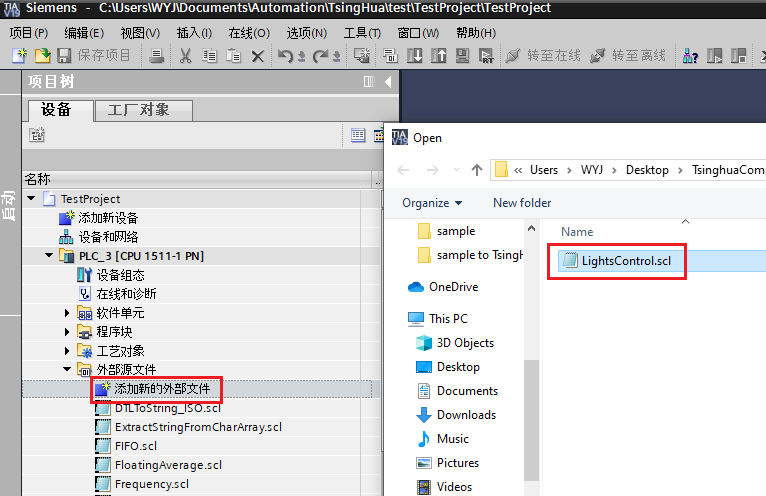 TIA V19 Siemens - C:\Users\WYJ\Documents\Automation\TsingHua\test\TestProject\TestProject
项目(P) 编辑(E) 视图(V) 插入(I) 在线(O) 选项(N) 工具(T) 窗口(W) 帮助(H)
保存项目 转至在线 转至离线
项目树
设备 工厂对象
启动
名称
TestProject
添加新设备
设备和网络
PLC_3 [CPU 1511-1 PN]
设备组态
在线和诊断
软件单元
程序块
工艺对象
外部源文件
添加新的外部文件
DTLToString_ISO.scl
ExtractStringFromCharArray.scl
FIFO.scl
FloatingAverage.scl
Frequency.scl
Open
« Users › WYJ › Desktop › TsinghuaCom
Organize New folder
sample
sample to TsingH
OneDrive
This PC
3D Objects
Desktop
Documents
Downloads
Music
Pictures
Videos
Name
LightsControl.scl